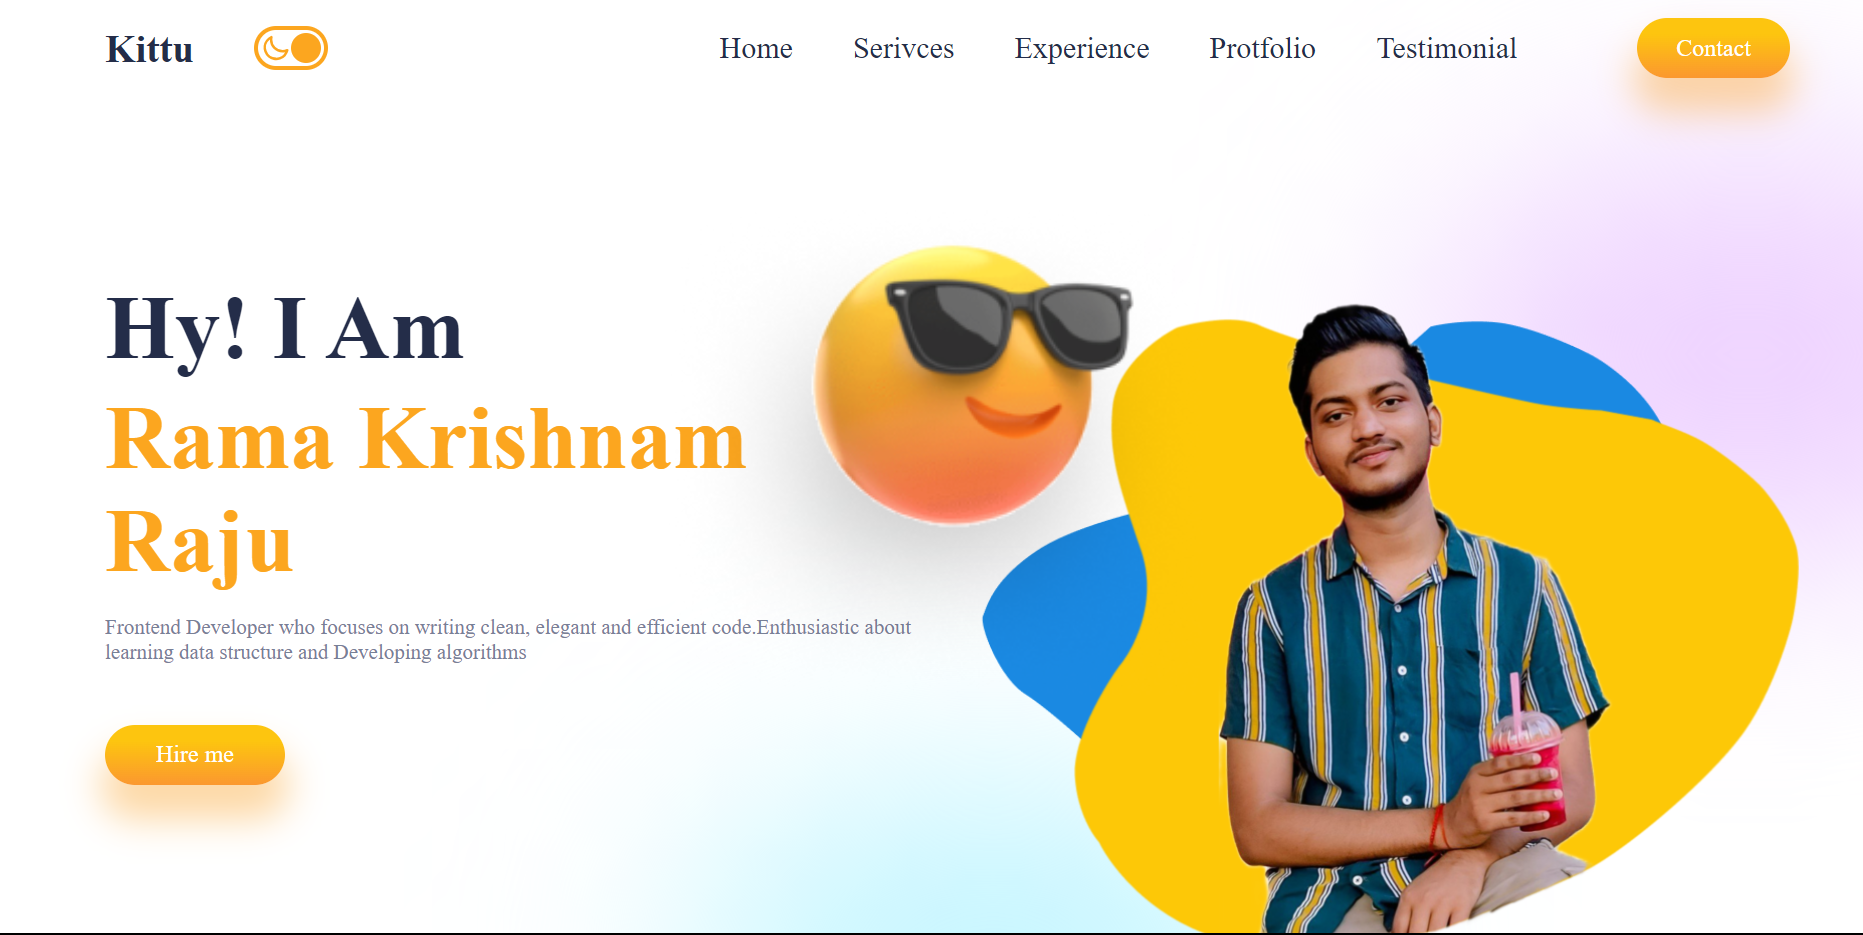 Kittu
Home Serivces Experience Protfolio Testimonial Contact
Hy! I Am
Rama Krishnam
Raju
Frontend Developer who focuses on writing clean, elegant and efficient code.Enthusiastic about
learning data structure and Developing algorithms
Hire me